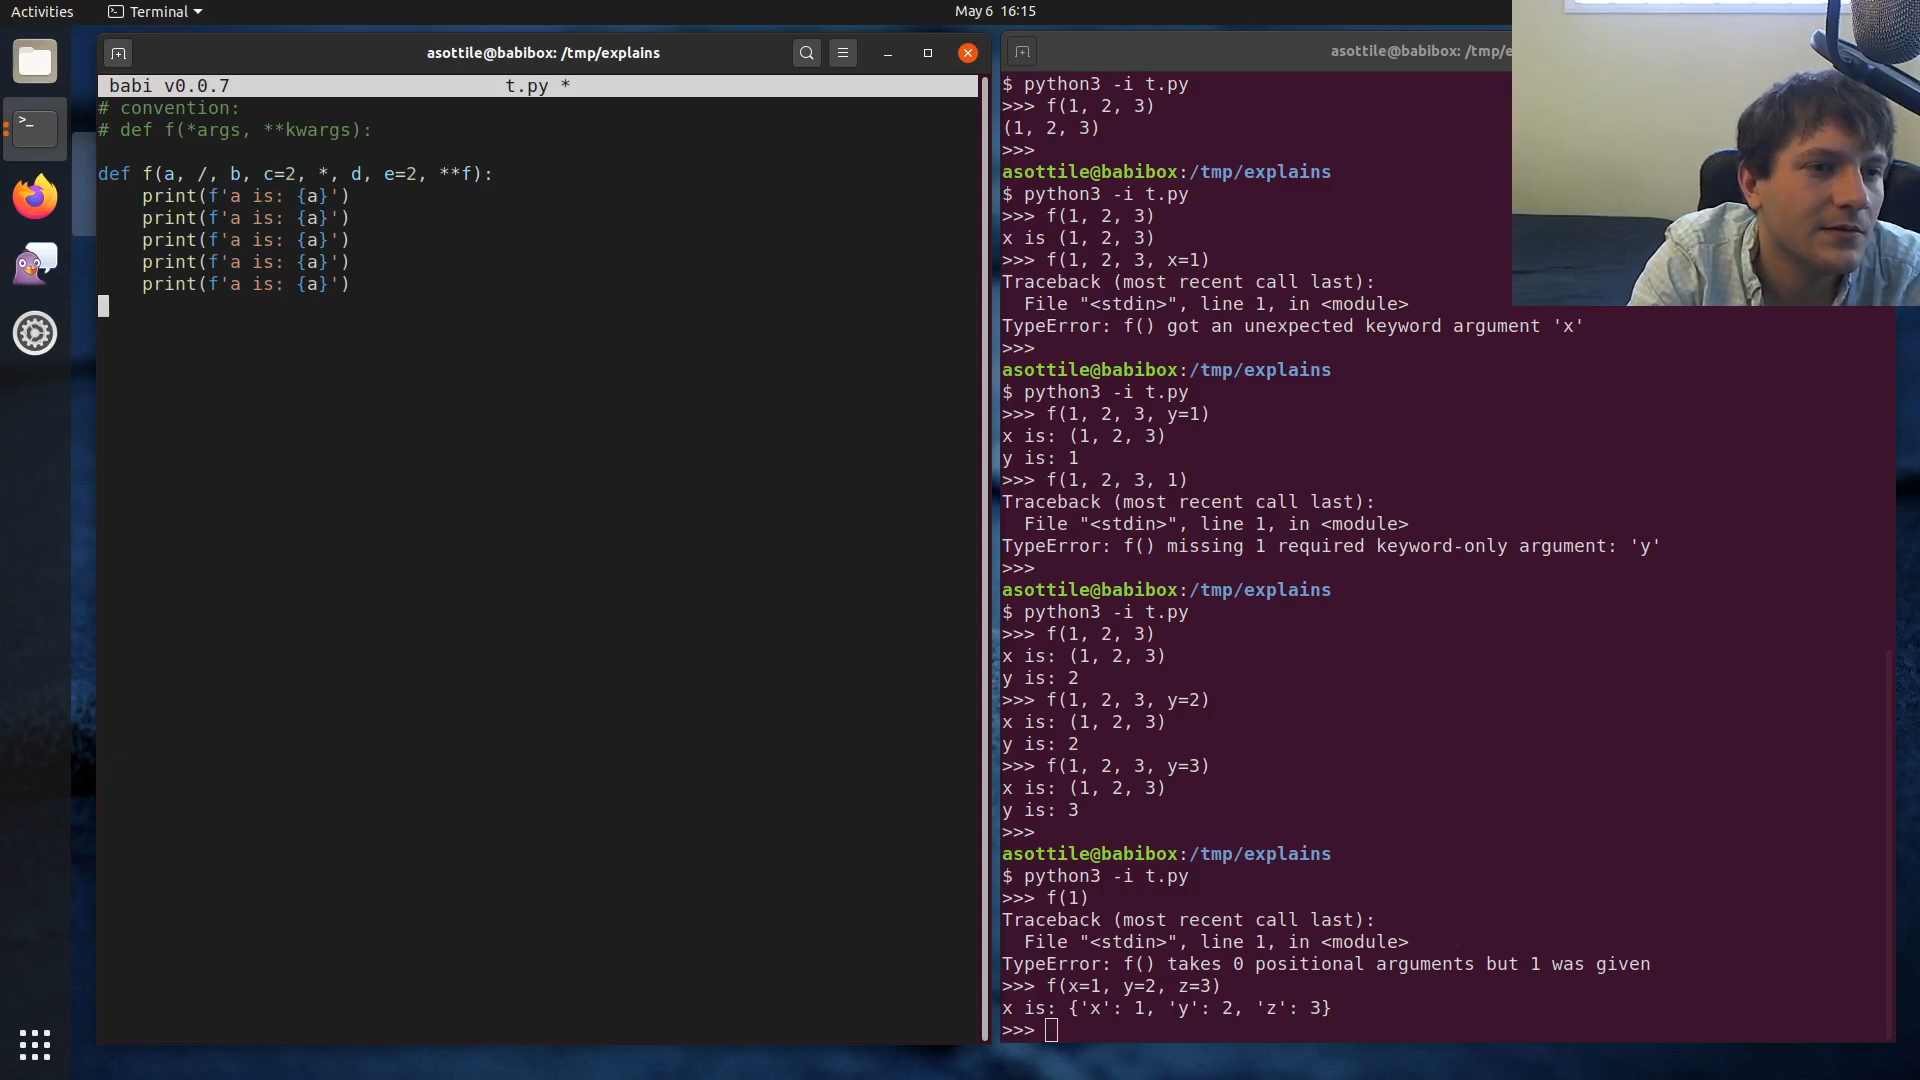 Activities
Terminal
May 6 16:15
asottile@babibox: /tmp/explains
babi v0.0.7
t.py *
# convention:
# def f(*args, **kwargs):
def f(a, /, b, c=2, *, d, e=2, **f):
print(f'a is: {a}')
print(f'a is: {a}')
print(f'a is: {a}')
print(f'a is: {a}')
print(f'a is: {a}')
asottile@babibox: /tmp/e
$ python3 -i t.py
>>> f(1, 2, 3)
(1, 2, 3)
>>>
asottile@babibox:/tmp/explains
$ python3 -i t.py
>>> f(1, 2, 3)
x is (1, 2, 3)
>>> f(1, 2, 3, x=1)
Traceback (most recent call last):
File "<stdin>", line 1, in <module>
TypeError: f() got an unexpected keyword argument 'x'
>>>
asottile@babibox:/tmp/explains
$ python3 -i t.py
>>> f(1, 2, 3, y=1)
x is: (1, 2, 3)
y is: 1
>>> f(1, 2, 3, 1)
Traceback (most recent call last):
File "<stdin>", line 1, in <module>
TypeError: f() missing 1 required keyword-only argument: 'y'
>>>
asottile@babibox:/tmp/explains
$ python3 -i t.py
>>> f(1, 2, 3)
x is: (1, 2, 3)
y is: 2
>>> f(1, 2, 3, y=2)
x is: (1, 2, 3)
y is: 2
>>> f(1, 2, 3, y=3)
x is: (1, 2, 3)
y is: 3
>>>
asottile@babibox:/tmp/explains
$ python3 -i t.py
>>> f(1)
Traceback (most recent call last):
File "<stdin>", line 1, in <module>
TypeError: f() takes 0 positional arguments but 1 was given
>>> f(x=1, y=2, z=3)
x is: {'x': 1, 'y': 2, 'z': 3}
>>>